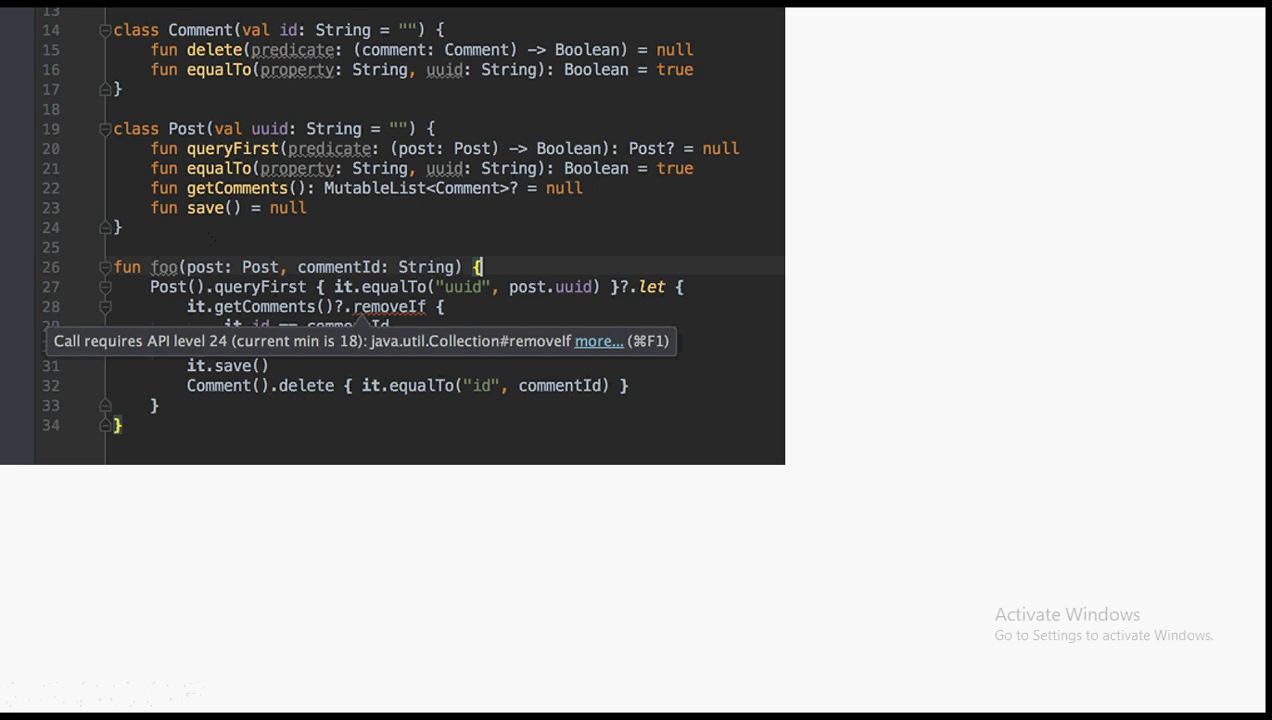 13
14 class Comment(val id: String = "") {
15 fun delete(predicate: (comment: Comment) -> Boolean) = null
16 fun equalTo(property: String, uuid: String): Boolean = true
17 }
18
19 class Post(val uuid: String = "") {
20 fun queryFirst(predicate: (post: Post) -> Boolean): Post? = null
21 fun equalTo(property: String, uuid: String): Boolean = true
22 fun getComments(): MutableList<Comment>? = null
23 fun save() = null
24 }
25
26 fun foo(post: Post, commentId: String) {
27 Post().queryFirst { it.equalTo("uuid", post.uuid) }?.let {
28 it.getComments()?.removeIf {
29 it.id == commentId
Call requires API level 24 (current min is 18): java.util.Collection#removeIf more... (⌘F1)
31 it.save()
32 Comment().delete { it.equalTo("id", commentId) }
33 }
34 }
Activate Windows
Go to Settings to activate Windows.